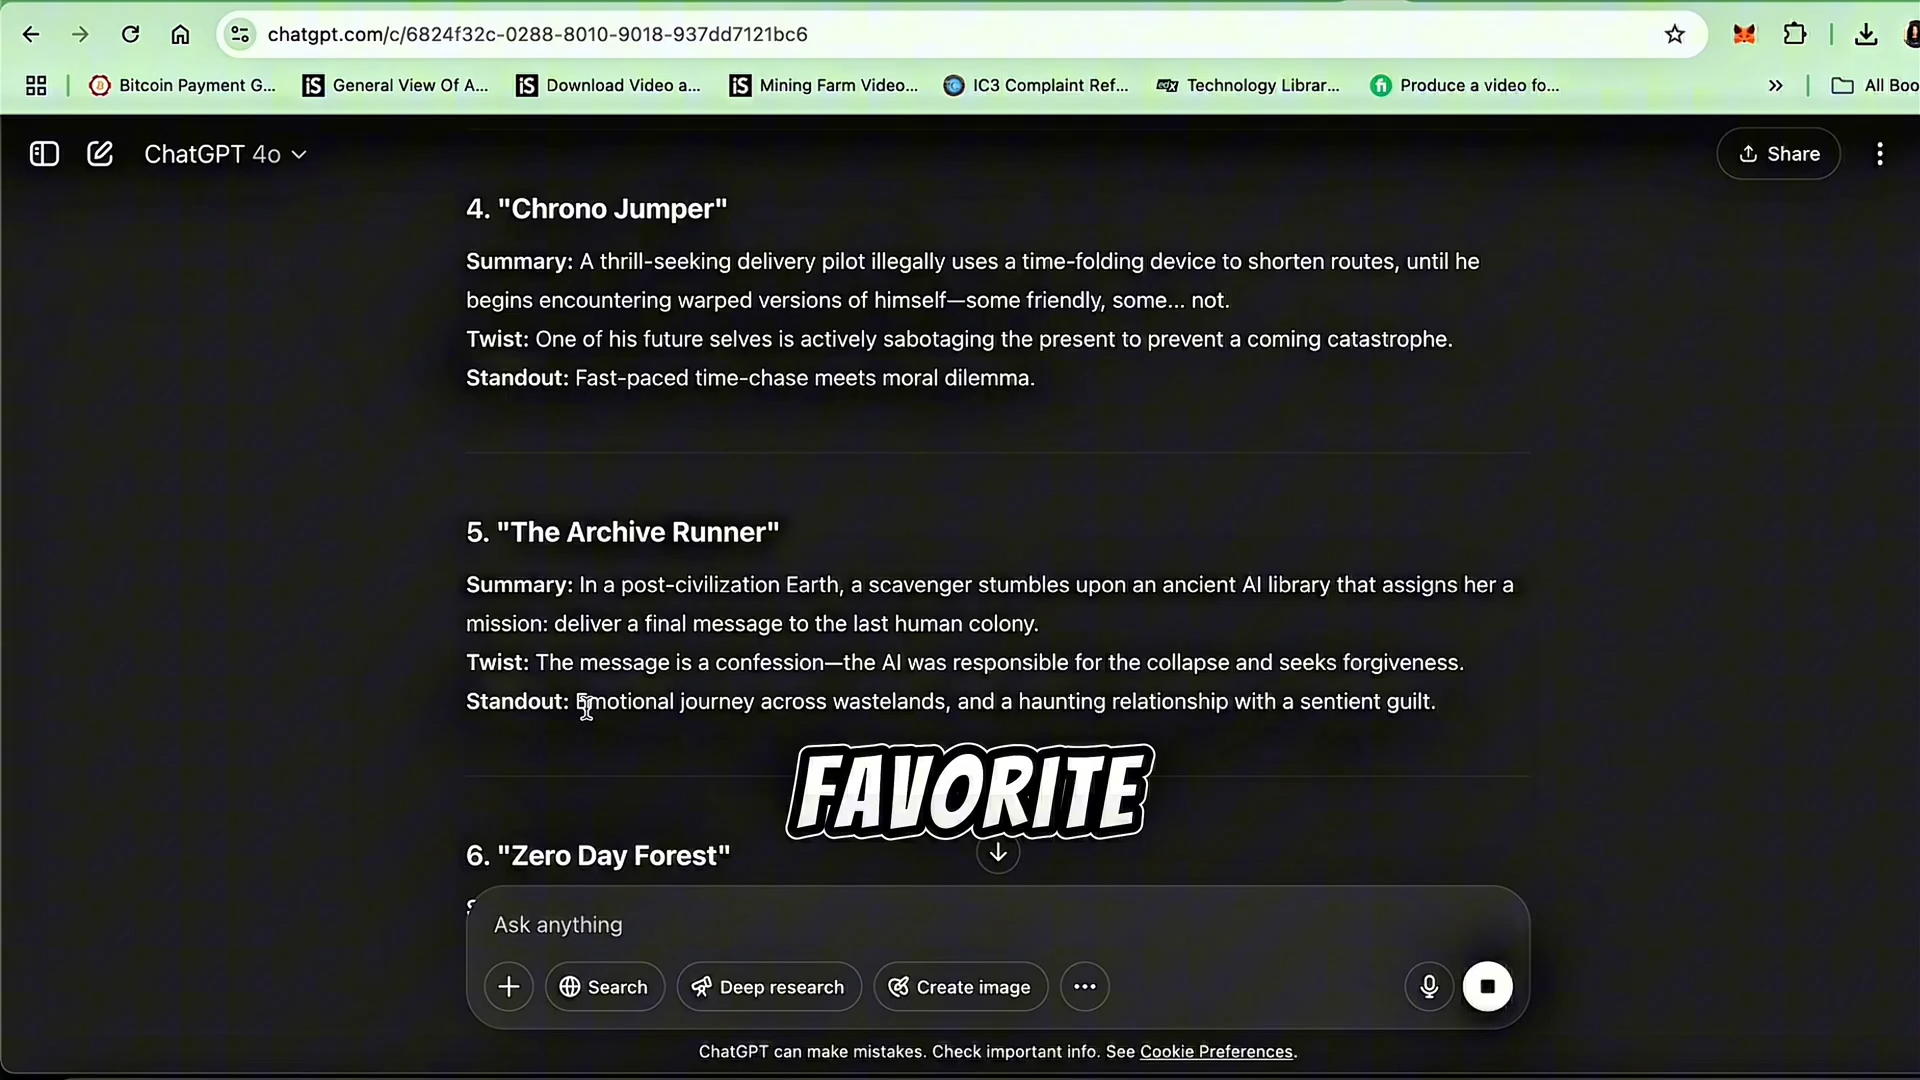 chatgpt.com/c/6824f32c-0288-8010-9018-937dd7121bc6
Bitcoin Payment G... iS General View Of A... iS Download Video a... iS Mining Farm Video... IC3 Complaint Ref... Technology Librar... fi Produce a video fo... » All Boo
ChatGPT 4o Share
4. "Chrono Jumper"
Summary: A thrill-seeking delivery pilot illegally uses a time-folding device to shorten routes, until he
begins encountering warped versions of himself—some friendly, some... not.
Twist: One of his future selves is actively sabotaging the present to prevent a coming catastrophe.
Standout: Fast-paced time-chase meets moral dilemma.
5. "The Archive Runner"
Summary: In a post-civilization Earth, a scavenger stumbles upon an ancient AI library that assigns her a
mission: deliver a final message to the last human colony.
Twist: The message is a confession—the AI was responsible for the collapse and seeks forgiveness.
Standout: Emotional journey across wastelands, and a haunting relationship with a sentient guilt.
FAVORITE
6. "Zero Day Forest"
Ask anything
Search Deep research Create image
ChatGPT can make mistakes. Check important info. See Cookie Preferences.